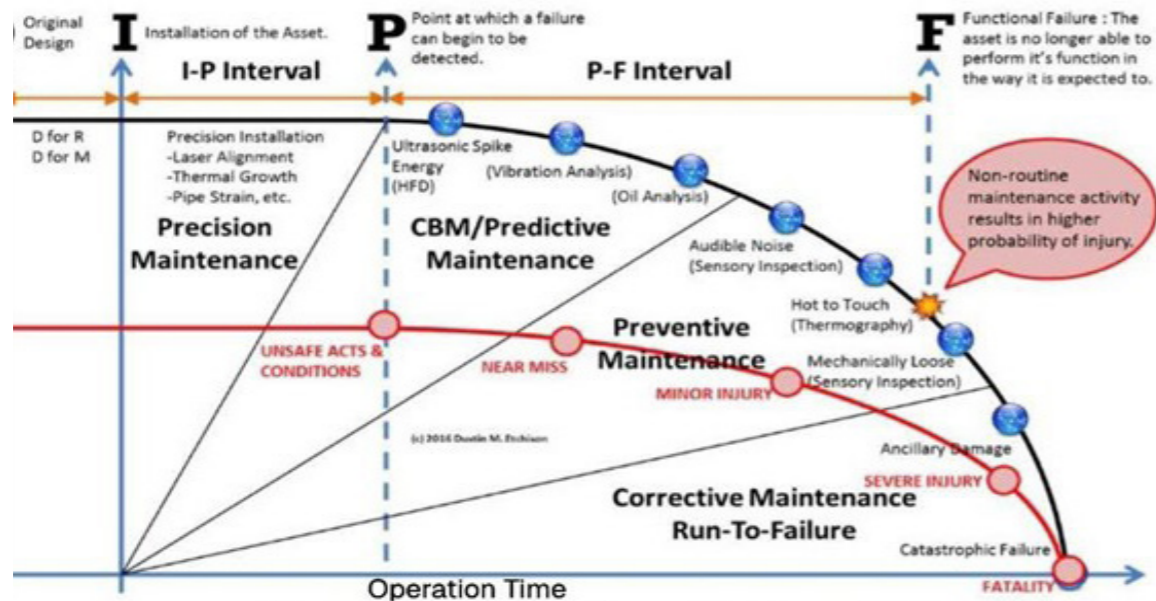 Original
Design
I
Installation of the Asset.
P
Point at which a failure
can begin to be
detected.
F
Functional Failure : The
asset is no longer able to
perform it's function in
the way it is expected to.
I-P Interval
P-F Interval
D for R
D for M
Precision Installation
-Laser Alignment
-Thermal Growth
-Pipe Strain, etc.
Ultrasonic Spike
Energy
(HFD)
(Vibration Analysis)
(Oil Analysis)
Non-routine
maintenance activity
results in higher
probability of injury.
Precision
Maintenance
CBM/Predictive
Maintenance
Audible Noise
(Sensory Inspection)
Hot to Touch
(Thermography)
Preventive
Maintenance
UNSAFE ACTS &
CONDITIONS
NEAR MISS
Mechanically Loose
(Sensory Inspection)
MINOR INJURY
(c) 2016 Dustin M. Etchison
Ancillary Damage
SEVERE INJURY
Corrective Maintenance
Run-To-Failure
Catastrophic Failure
FATALITY
Operation Time